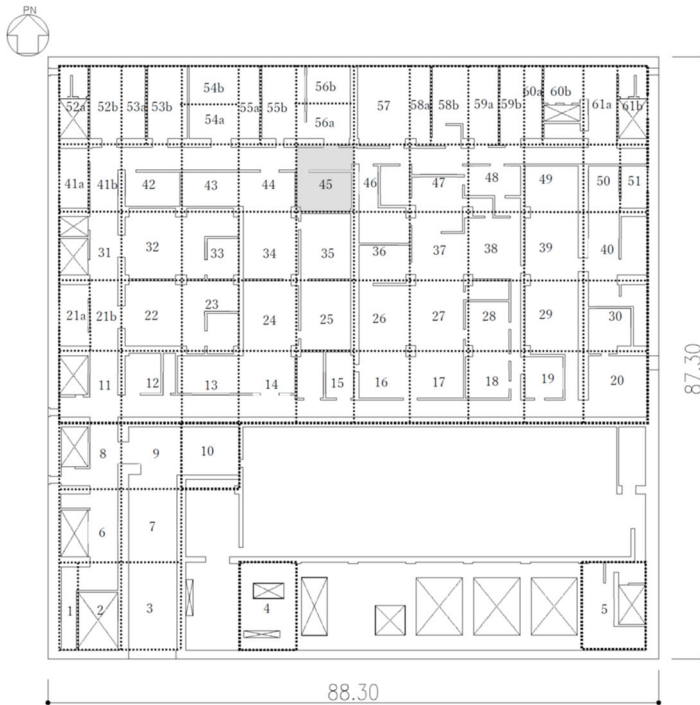 PN
52a 52b 53a 53b 54b 55a 55b 56b 57 58a 58b 59a 59b 60a 60b 61a 61b
54a 56a
41a 41b 42 43 44 45 46 47 48 49 50 51
31 32 33 34 35 36 37 38 39 40
21a 21b 22 23 24 25 26 27 28 29 30
11 12 13 14 15 16 17 18 19 20
8 9 10
6 7
1 2 3 4 5
87.30
88.30